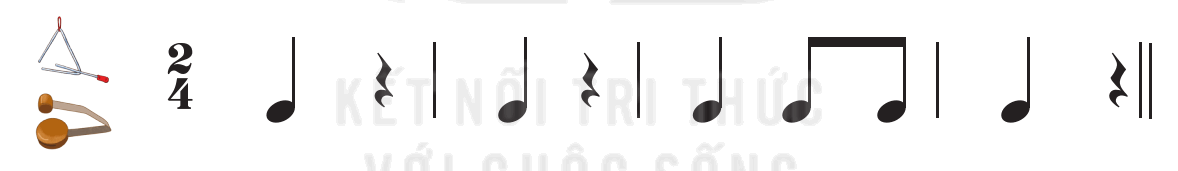 2
4
KẾT NỐI TRI THỨC
VỚI CUỘC SỐNG